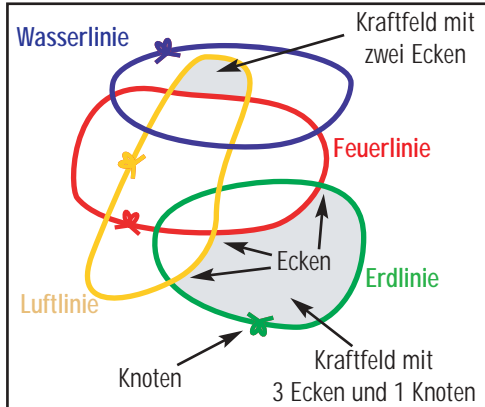 Wasserlinie
Kraftfeld mit
zwei Ecken
Feuerlinie
Ecken
Erdlinie
Luftlinie
Knoten
Kraftfeld mit
3 Ecken und 1 Knoten